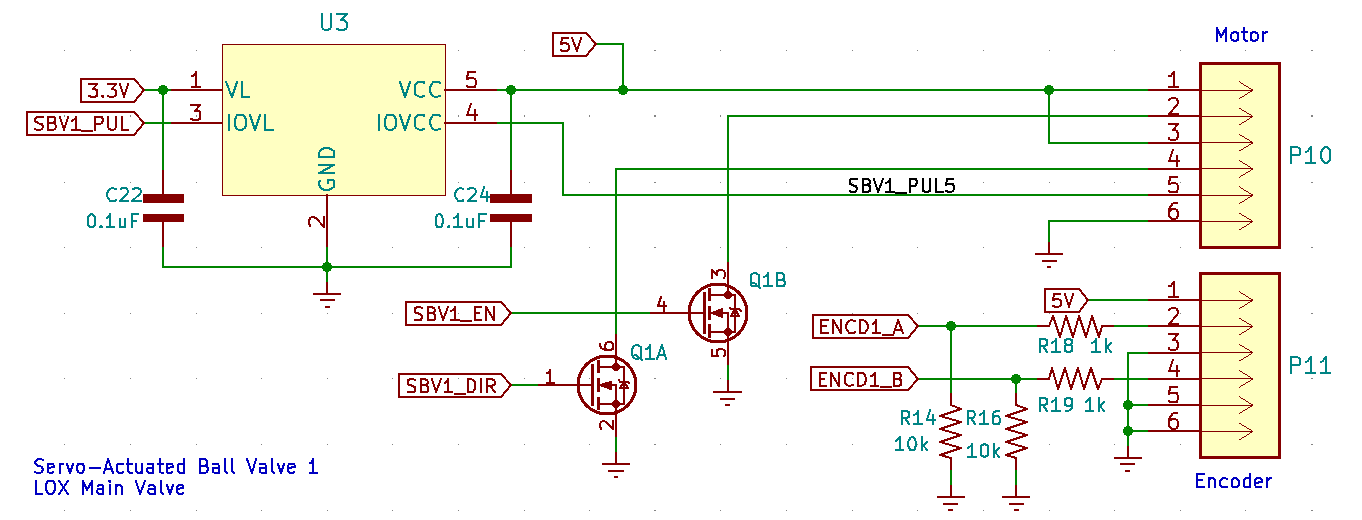 U3
5V
Motor
3.3V
1
VL
VCC
5
1
SBV1_PUL
3
IOVL
IOVCC
4
2
3
P10
GND
4
C22
0.1uF
C24
0.1uF
SBV1_PUL5
5
2
6
3
Q1B
SBV1_EN
4
5V
1
ENCD1_A
2
R18 1k
5
6
Q1A
3
P11
SBV1_DIR
1
ENCD1_B
4
R19 1k
5
2
R14
10k
R16
10k
6
Servo-Actuated Ball Valve 1
LOX Main Valve
Encoder